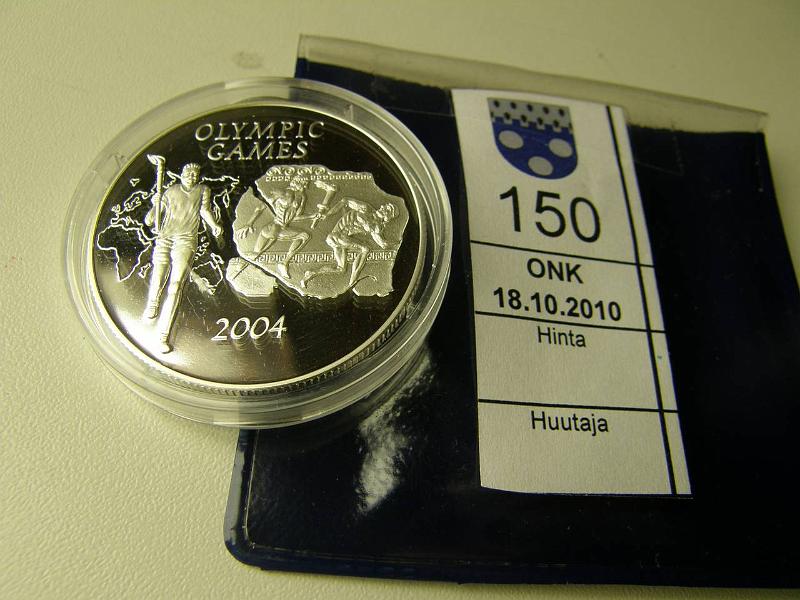 OLYMPIC
GAMES
2004
150
ONK
18.10.2010
Hinta
Huutaja